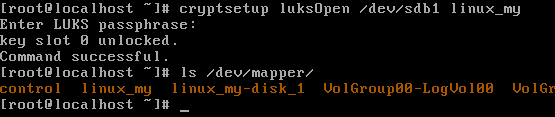 [root@localhost ~]# cryptsetup luksOpen /dev/sdb1 linux_my
Enter LUKS passphrase:
key slot 0 unlocked.
Command successful.
[root@localhost ~]# ls /dev/mapper/
control linux_my linux_my-disk_1 VolGroup00-LogVol00 VolGr
[root@localhost ~]# _